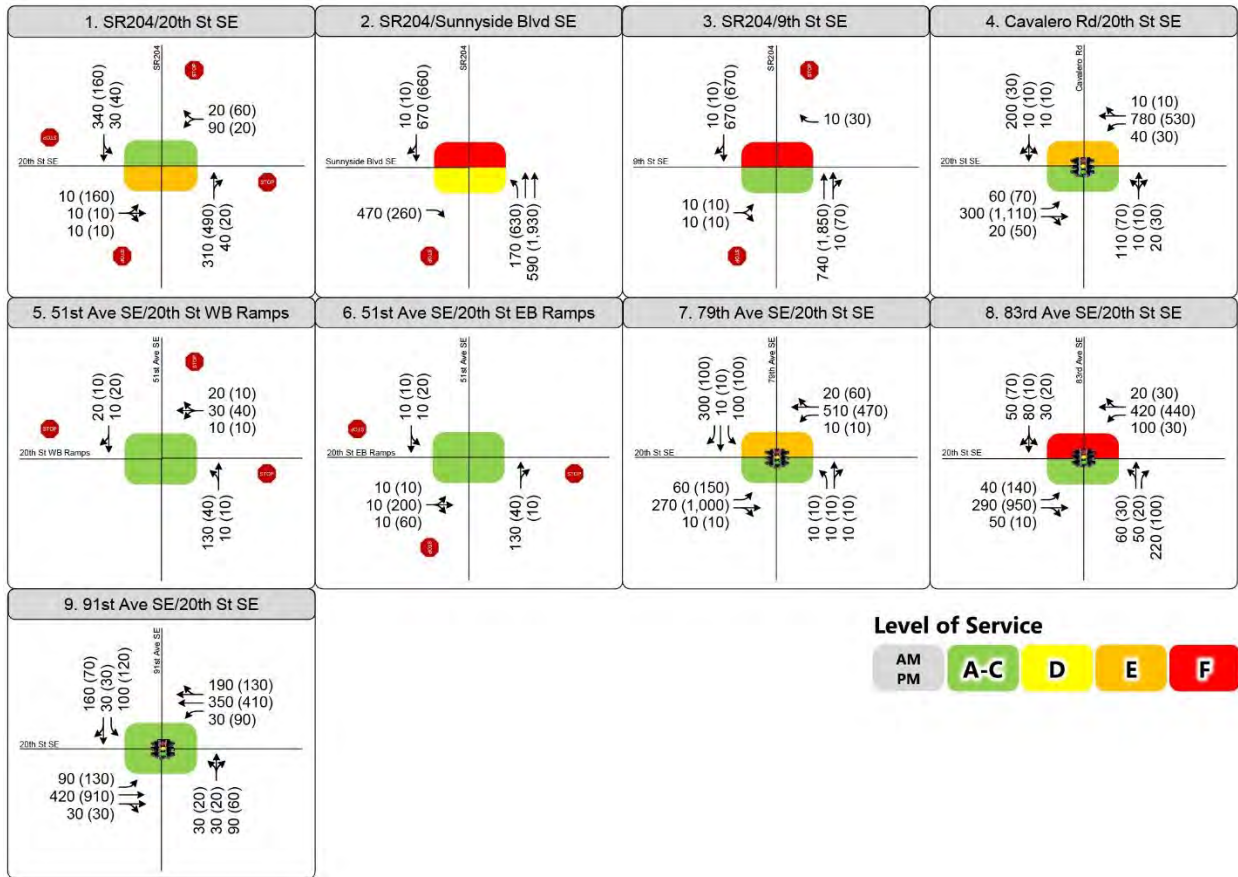 1. SR204/20th St SE
SR204
STOP
340 (160)
30 (40)
20 (60)
90 (20)
STOP
20th St SE
STOP
10 (160)
10 (10)
10 (10)
310 (490)
40 (20)
STOP
2. SR204/Sunnyside Blvd SE
SR204
10 (10)
670 (660)
Sunnyside Blvd SE
470 (260)
170 (630)
590 (1,930)
STOP
3. SR204/9th St SE
SR204
STOP
10 (10)
670 (670)
10 (30)
9th St SE
10 (10)
10 (10)
740 (1,850)
10 (70)
STOP
4. Cavalero Rd/20th St SE
Cavalero Rd
200 (30)
10 (10)
10 (10)
10 (10)
780 (530)
40 (30)
20th St SE
60 (70)
300 (1,110)
20 (50)
110 (70)
10 (10)
20 (30)
5. 51st Ave SE/20th St WB Ramps
51st Ave SE
STOP
20 (10)
10 (20)
20 (10)
30 (40)
10 (10)
STOP
20th St WB Ramps
STOP
130 (40)
10 (10)
6. 51st Ave SE/20th St EB Ramps
51st Ave SE
10 (10)
10 (20)
STOP
20th St EB Ramps
STOP
10 (10)
10 (200)
10 (60)
130 (40)
(10)
STOP
7. 79th Ave SE/20th St SE
79th Ave SE
300 (100)
10 (10)
100 (100)
20 (60)
510 (470)
10 (10)
20th St SE
60 (150)
270 (1,000)
10 (10)
10 (10)
10 (10)
10 (10)
8. 83rd Ave SE/20th St SE
83rd Ave SE
50 (70)
80 (10)
30 (20)
20 (30)
420 (440)
100 (30)
20th St SE
40 (140)
290 (950)
50 (10)
60 (30)
50 (20)
220 (100)
9. 91st Ave SE/20th St SE
91st Ave SE
160 (70)
30 (30)
100 (120)
190 (130)
350 (410)
30 (90)
20th St SE
90 (130)
420 (910)
30 (30)
30 (20)
30 (20)
90 (60)
Level of Service
AM
PM
A-C
D
E
F